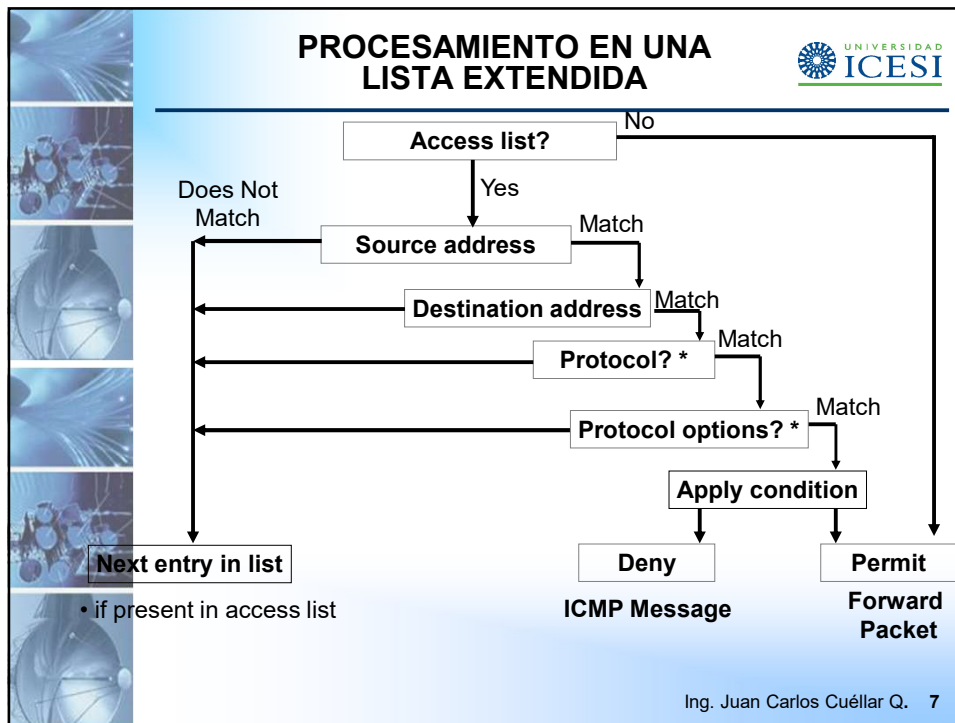 PROCESAMIENTO EN UNA
LISTA EXTENDIDA
UNIVERSIDAD
ICESI
Access list?
No
Yes
Does Not
Match
Source address
Match
Destination address
Match
Protocol? *
Match
Protocol options? *
Match
Apply condition
Next entry in list
Deny
Permit
• if present in access list
ICMP Message
Forward
Packet
Ing. Juan Carlos Cuéllar Q. 7